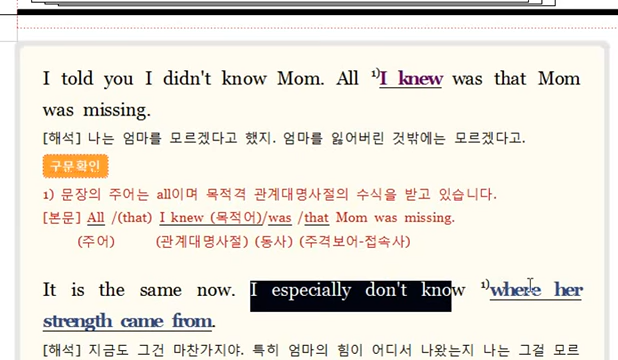 I told you I didn't know Mom. All ¹⁾I knew was that Mom
was missing.
[해석] 나는 엄마를 모르겠다고 했지. 엄마를 잃어버린 것밖에는 모르겠다고.
구문확인
1) 문장의 주어는 all이며 목적격 관계대명사절의 수식을 받고 있습니다.
[본문] All /(that) I knew (목적어)/was /that Mom was missing.
(주어) (관계대명사절) (동사) (주격보어-접속사)
It is the same now. I especially don't know ¹⁾where her
strength came from.
[해석] 지금도 그건 마찬가지야. 특히 엄마의 힘이 어디서 나왔는지 나는 그걸 모르